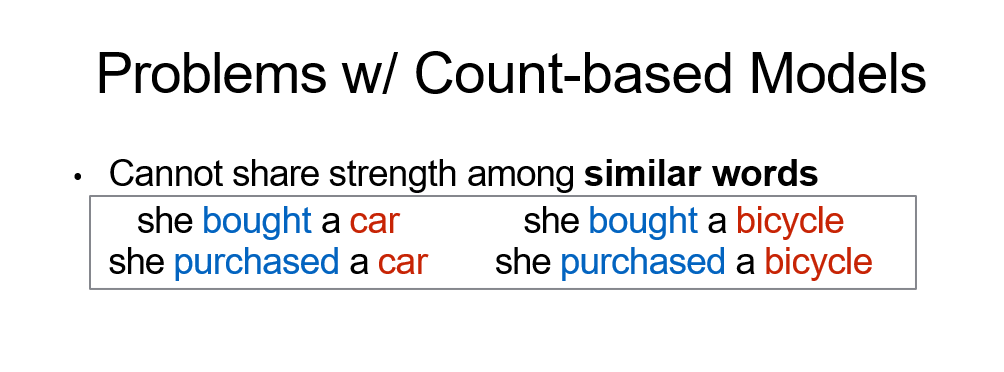 Problems w/ Count-based Models
• Cannot share strength among similar words
she bought a car she bought a bicycle
she purchased a car she purchased a bicycle